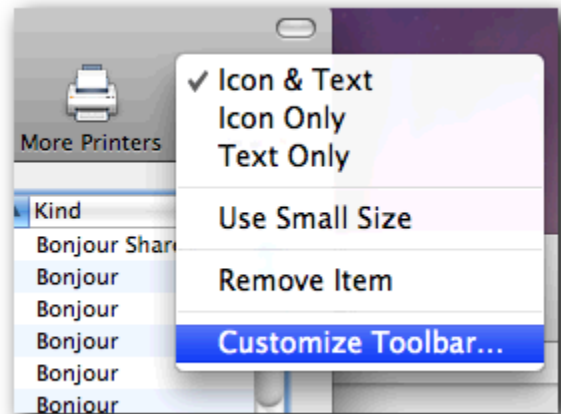 More Printers
✓ Icon & Text
Icon Only
Text Only
Use Small Size
Remove Item
Customize Toolbar...
Kind
Bonjour Shar
Bonjour
Bonjour
Bonjour
Bonjour
Bonjour